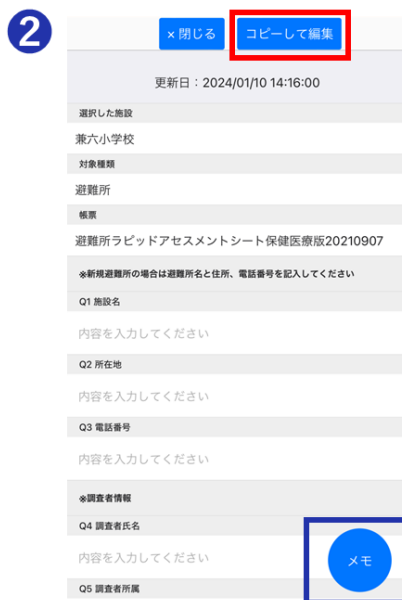 2
×閉じる コピーして編集
更新日：2024/01/10 14:16:00
選択した施設
兼六小学校
対象種類
避難所
帳票
避難所ラピッドアセスメントシート保健医療版20210907
※新規避難所の場合は避難所名と住所、電話番号を記入してください
Q1 施設名
内容を入力してください
Q2 所在地
内容を入力してください
Q3 電話番号
内容を入力してください
※調査者情報
Q4 調査者氏名
内容を入力してください
メモ
Q5 調査者所属